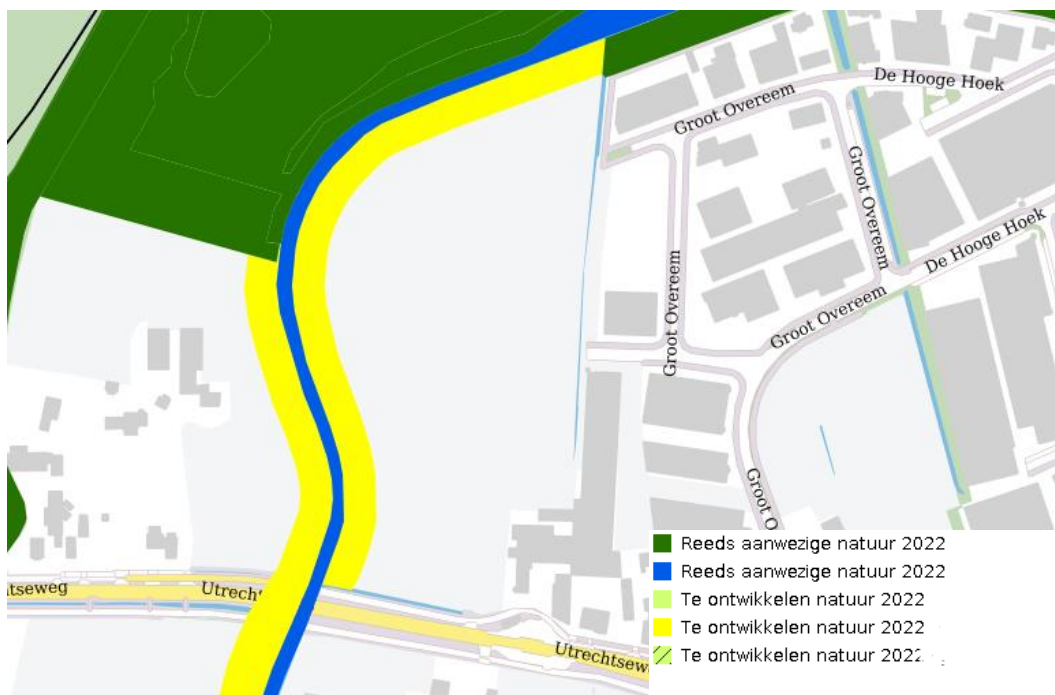 De Hooge Hoek
Groot Overeem
Groot Overeem
De Hooge Hoek
Groot Overeem
Groot Overeem
Groot O
htseweg
Utrech
Utrechtsew
Reeds aanwezige natuur 2022
Reeds aanwezige natuur 2022
Te ontwikkelen natuur 2022
Te ontwikkelen natuur 2022
Te ontwikkelen natuur 2022